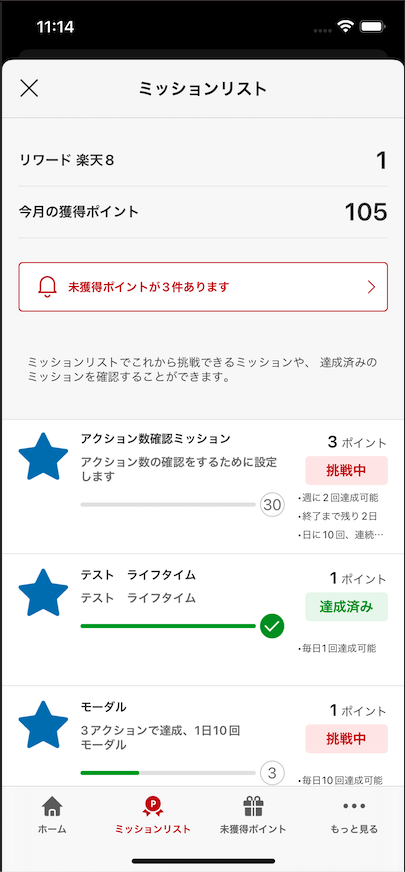 11:14
ミッションリスト
リワード 楽天８ 1
今月の獲得ポイント 105
未獲得ポイントが３件あります
ミッションリストでこれから挑戦できるミッションや、 達成済みの
ミッションを確認することができます。
アクション数確認ミッション
アクション数の確認をするために設定
します
30
3 ポイント
挑戦中
・週に２回達成可能
・終了まで残り２日
・日に10回、連続…
テスト　ライフタイム
テスト　ライフタイム
1 ポイント
達成済み
・毎日1回達成可能
モーダル
３アクションで達成、1日10回
モーダル
3
1 ポイント
挑戦中
・毎日10回達成可能
P
ホーム ミッションリスト 未獲得ポイント もっと見る